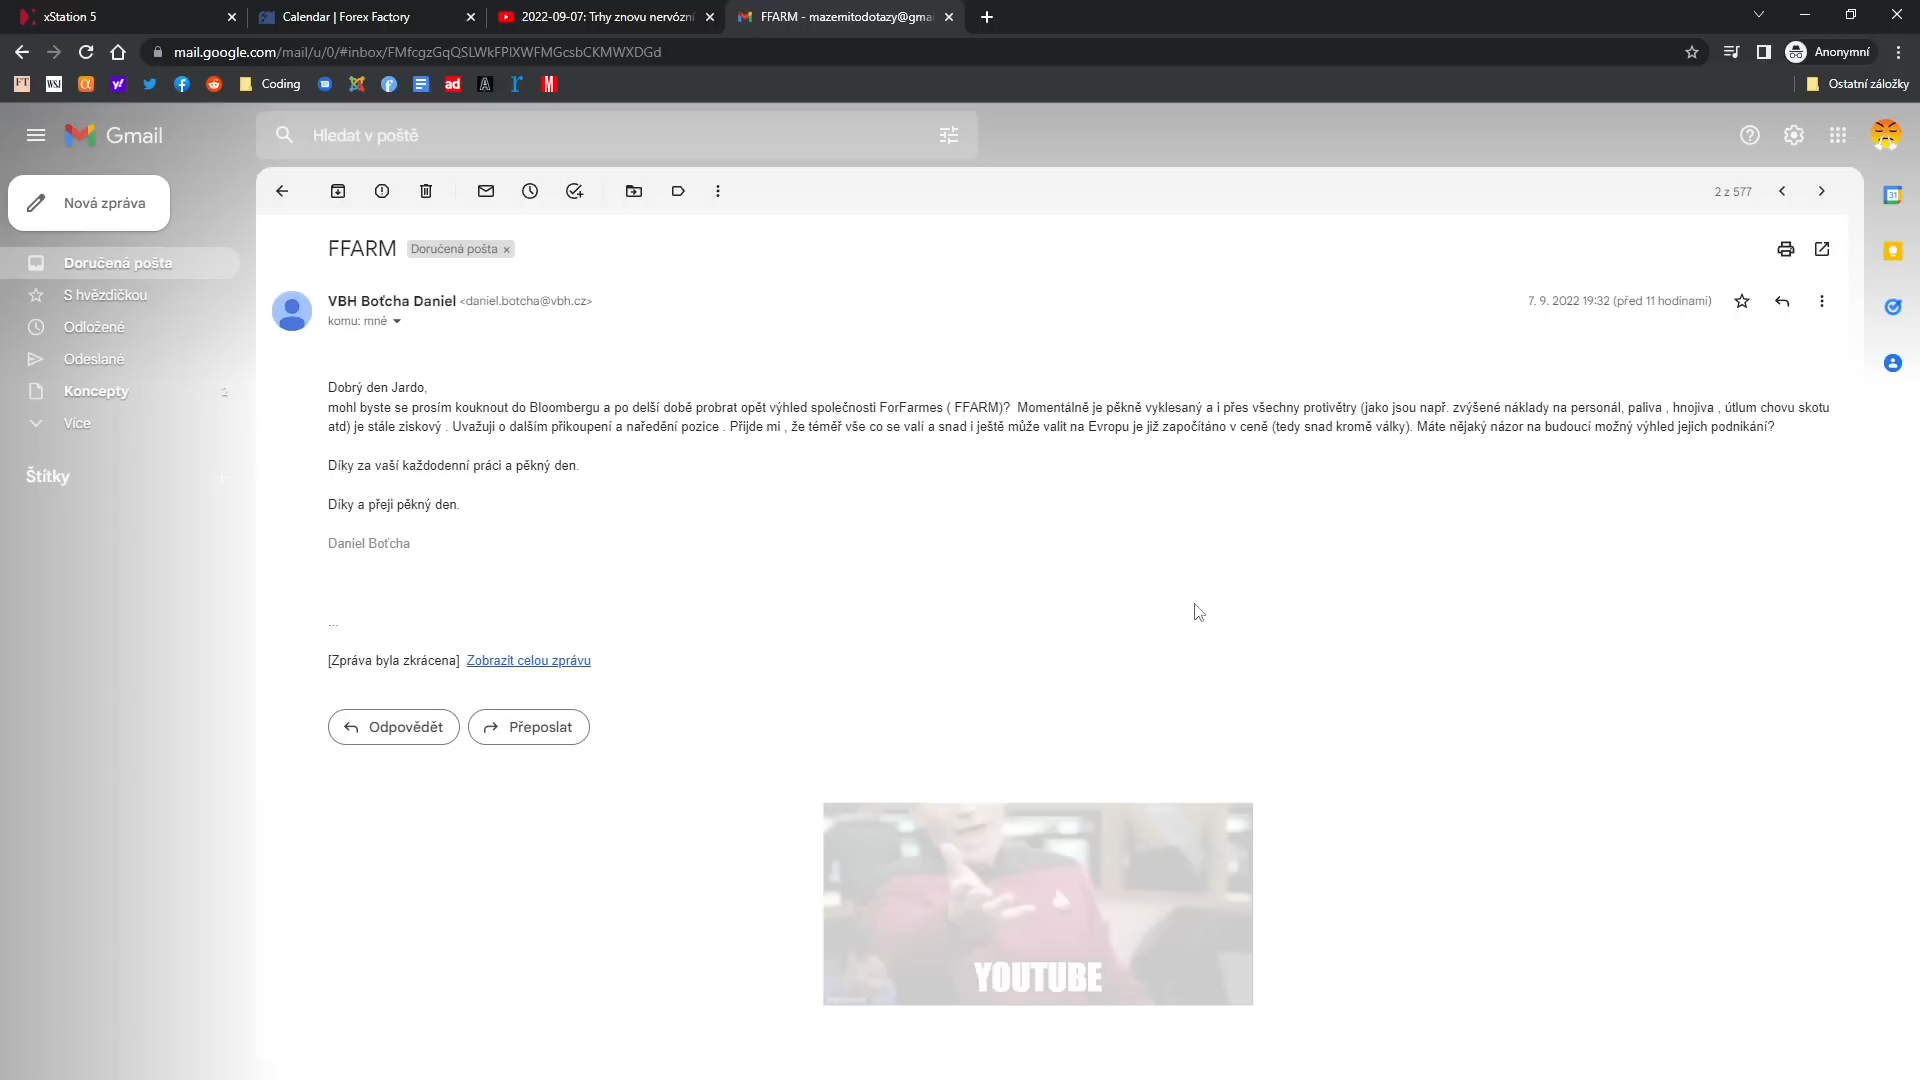 xStation 5
Calendar | Forex Factory
2022-09-07: Trhy znovu nervózní
FFARM - mazemitodotazy@gmai
mail.google.com/mail/u/0/#inbox/FMfcgzGqQSLWkFPlXWFMGcsbCKMWXDGd
Anonymní
FT
WSJ
Coding
ad
A
r
M
Ostatní záložky
Gmail
Hledat v poště
Nová zpráva
2 z 577
Doručená pošta
S hvězdičkou
Odložené
Odeslané
Koncepty
2
Více
Štítky
FFARM
Doručená pošta
VBH Boťcha Daniel <daniel.botcha@vbh.cz>
7. 9. 2022 19:32 (před 11 hodinami)
komu: mně
Dobrý den Jardo,
mohl byste se prosím kouknout do Bloombergu a po delší době probrat opět výhled společnosti ForFarmes ( FFARM)? Momentálně je pěkně vyklesaný a i přes všechny protivětry (jako jsou např. zvýšené náklady na personál, paliva , hnojiva , útlum chovu skotu
atd) je stále ziskový . Uvažuji o dalším přikoupení a naředění pozice . Přijde mi , že téměř vše co se valí a snad i ještě může valit na Evropu je již započítáno v ceně (tedy snad kromě války). Máte nějaký názor na budoucí možný výhled jejich podnikání?
Díky za vaší každodenní práci a pěkný den.
Díky a přeji pěkný den.
Daniel Boťcha
...
[Zpráva byla zkrácena] Zobrazit celou zprávu
Odpovědět
Přeposlat
YOUTUBE
31